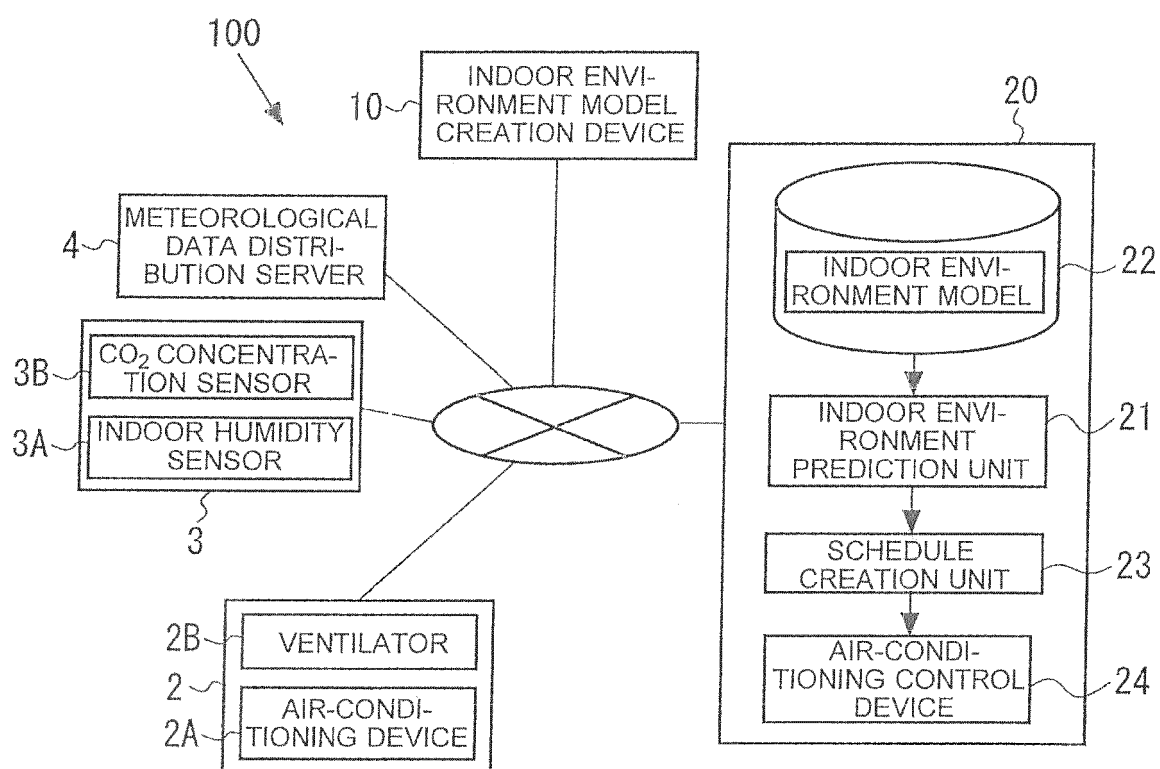 100
10
INDOOR ENVI-
RONMENT MODEL
CREATION DEVICE
20
4
METEOROLOGICAL
DATA DISTRI-
BUTION SERVER
INDOOR ENVI-
RONMENT MODEL
22
3B
CO₂ CONCENTRA-
TION SENSOR
3A
INDOOR HUMIDITY
SENSOR
3
INDOOR ENVI-
RONMENT
PREDICTION UNIT
21
SCHEDULE
CREATION UNIT
23
2B
VENTILATOR
2
2A
AIR-CONDI-
TIONING DEVICE
AIR-CONDI-
TIONING CONTROL
DEVICE
24